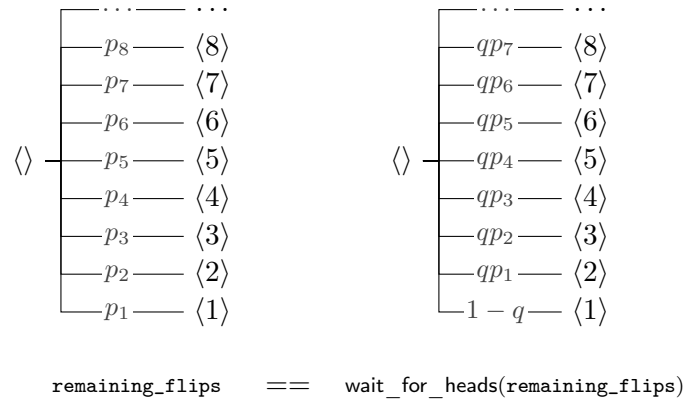 ... ...
p₈ ⟨8⟩ qp₇ ⟨8⟩
p₇ ⟨7⟩ qp₆ ⟨7⟩
p₆ ⟨6⟩ qp₅ ⟨6⟩
⟨⟩ p₅ ⟨5⟩ ⟨⟩ qp₄ ⟨5⟩
p₄ ⟨4⟩ qp₃ ⟨4⟩
p₃ ⟨3⟩ qp₂ ⟨3⟩
p₂ ⟨2⟩ qp₁ ⟨2⟩
p₁ ⟨1⟩ 1 − q ⟨1⟩
remaining_flips == wait_for_heads(remaining_flips)